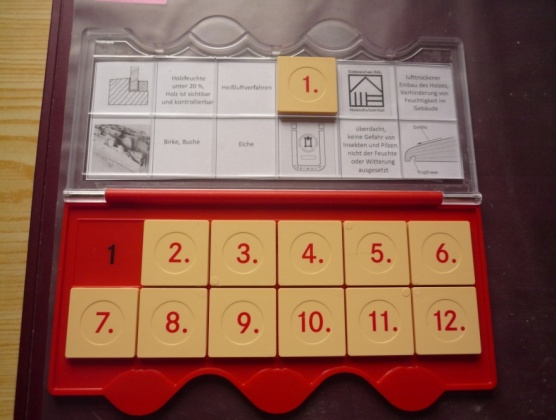 Holzfeuchte
unter 20 %,
Holz ist sichtbar
und kontrollierbar
Heißluftverfahren
1.
lufttrockener
Einbau des Holzes,
Verhinderung von
Feuchtigkeit im
Gebäude
Birke, Buche
Eiche
überdacht,
keine Gefahr von
Insekten und Pilzen
nicht der Feuchte
oder Witterung
ausgesetzt
1
2.
3.
4.
5.
6.
7.
8.
9.
10.
11.
12.